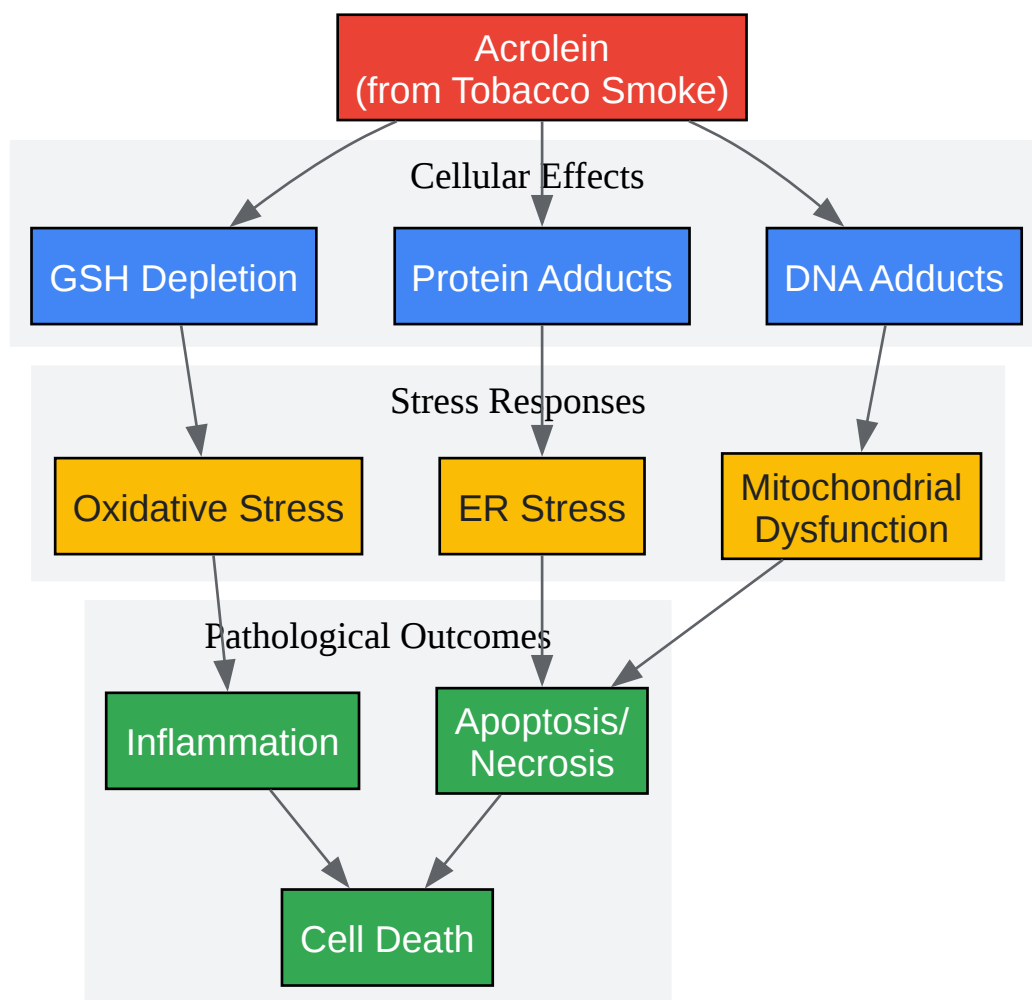 Acrolein
(from Tobacco Smoke)
Cellular Effects
GSH Depletion
Protein Adducts
DNA Adducts
Stress Responses
Oxidative Stress
ER Stress
Mitochondrial
Dysfunction
Pathological Outcomes
Inflammation
Apoptosis/
Necrosis
Cell Death